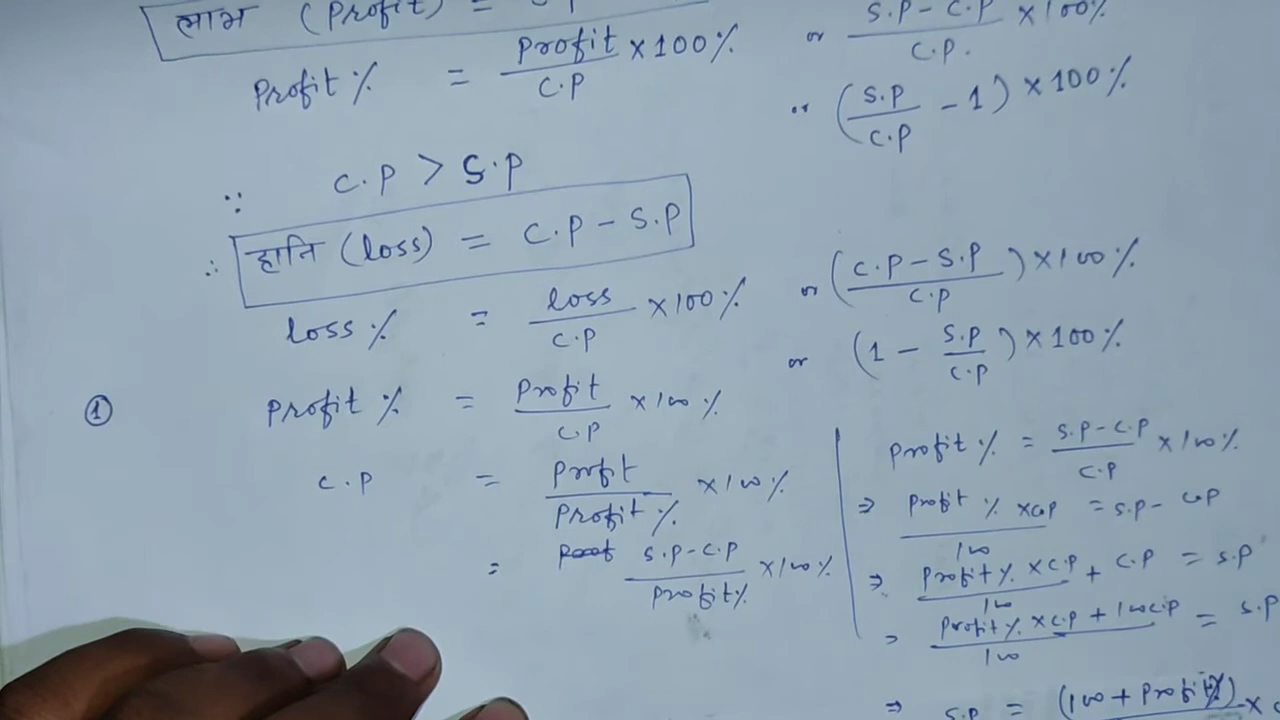 लाभ (Profit) =
Profit % = Profit/C.P × 100% or S.P - C.P/C.P. × 100%
or (S.P/C.P - 1) × 100%
∵ C.P > S.P
∴ हानि (loss) = C.P - S.P
loss % = loss/C.P × 100% or (C.P - S.P/C.P) × 100%
or (1 - S.P/C.P) × 100%
① Profit % = Profit/C.P × 100%
C.P = Profit/Profit % × 100%
= S.P - C.P/Profit% × 100%
Profit % = S.P - C.P/C.P × 100%
⇒ Profit % × C.P/100 = S.P - C.P
⇒ Profit % × C.P/100 + C.P = S.P
⇒ Profit % × C.P + 100 C.P/100 = S.P
⇒ S.P = (100 + Profit %) ×